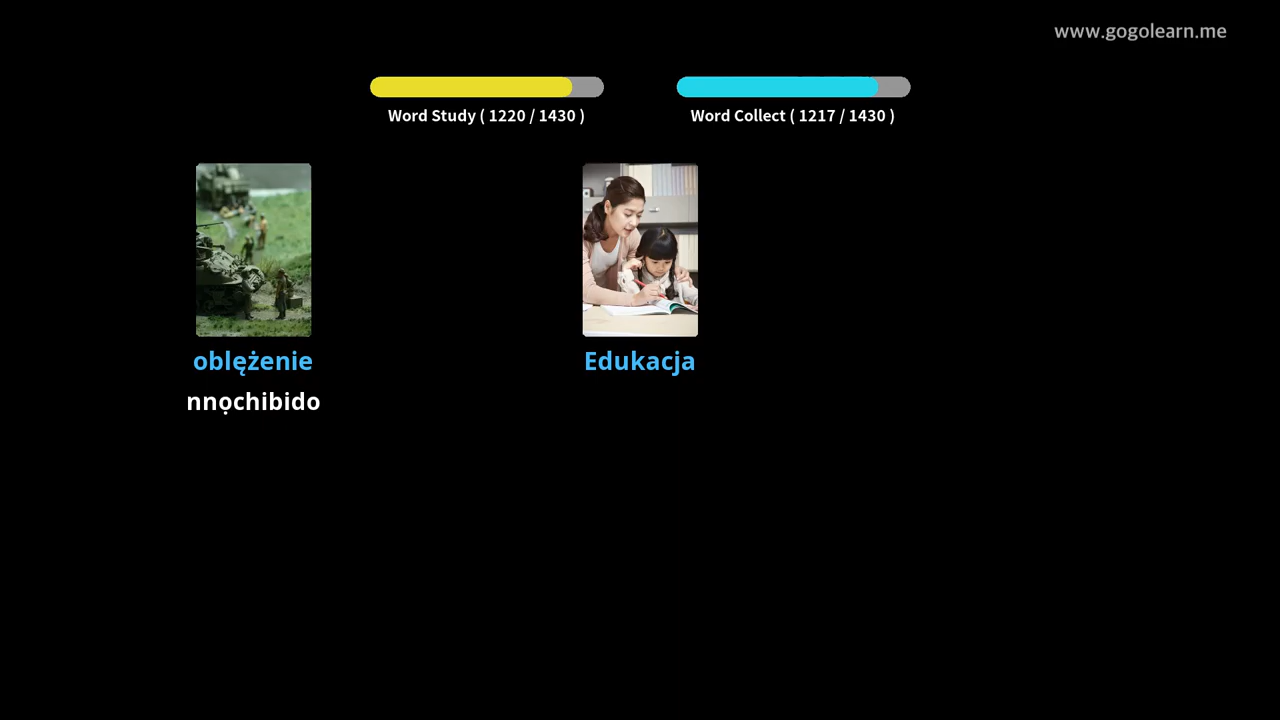 www.gogolearn.me
Word Study ( 1220 / 1430 )
Word Collect ( 1217 / 1430 )
oblężenie
nnọchibido
Edukacja